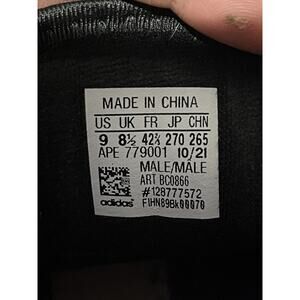 MADE IN CHINA
US UK FR JP CHN
9 8½ 42⅔ 270 265
APE 779001 10/21
MALE/MALE
ART BC0866
#128777572
adidas® F1HN89Bk00070